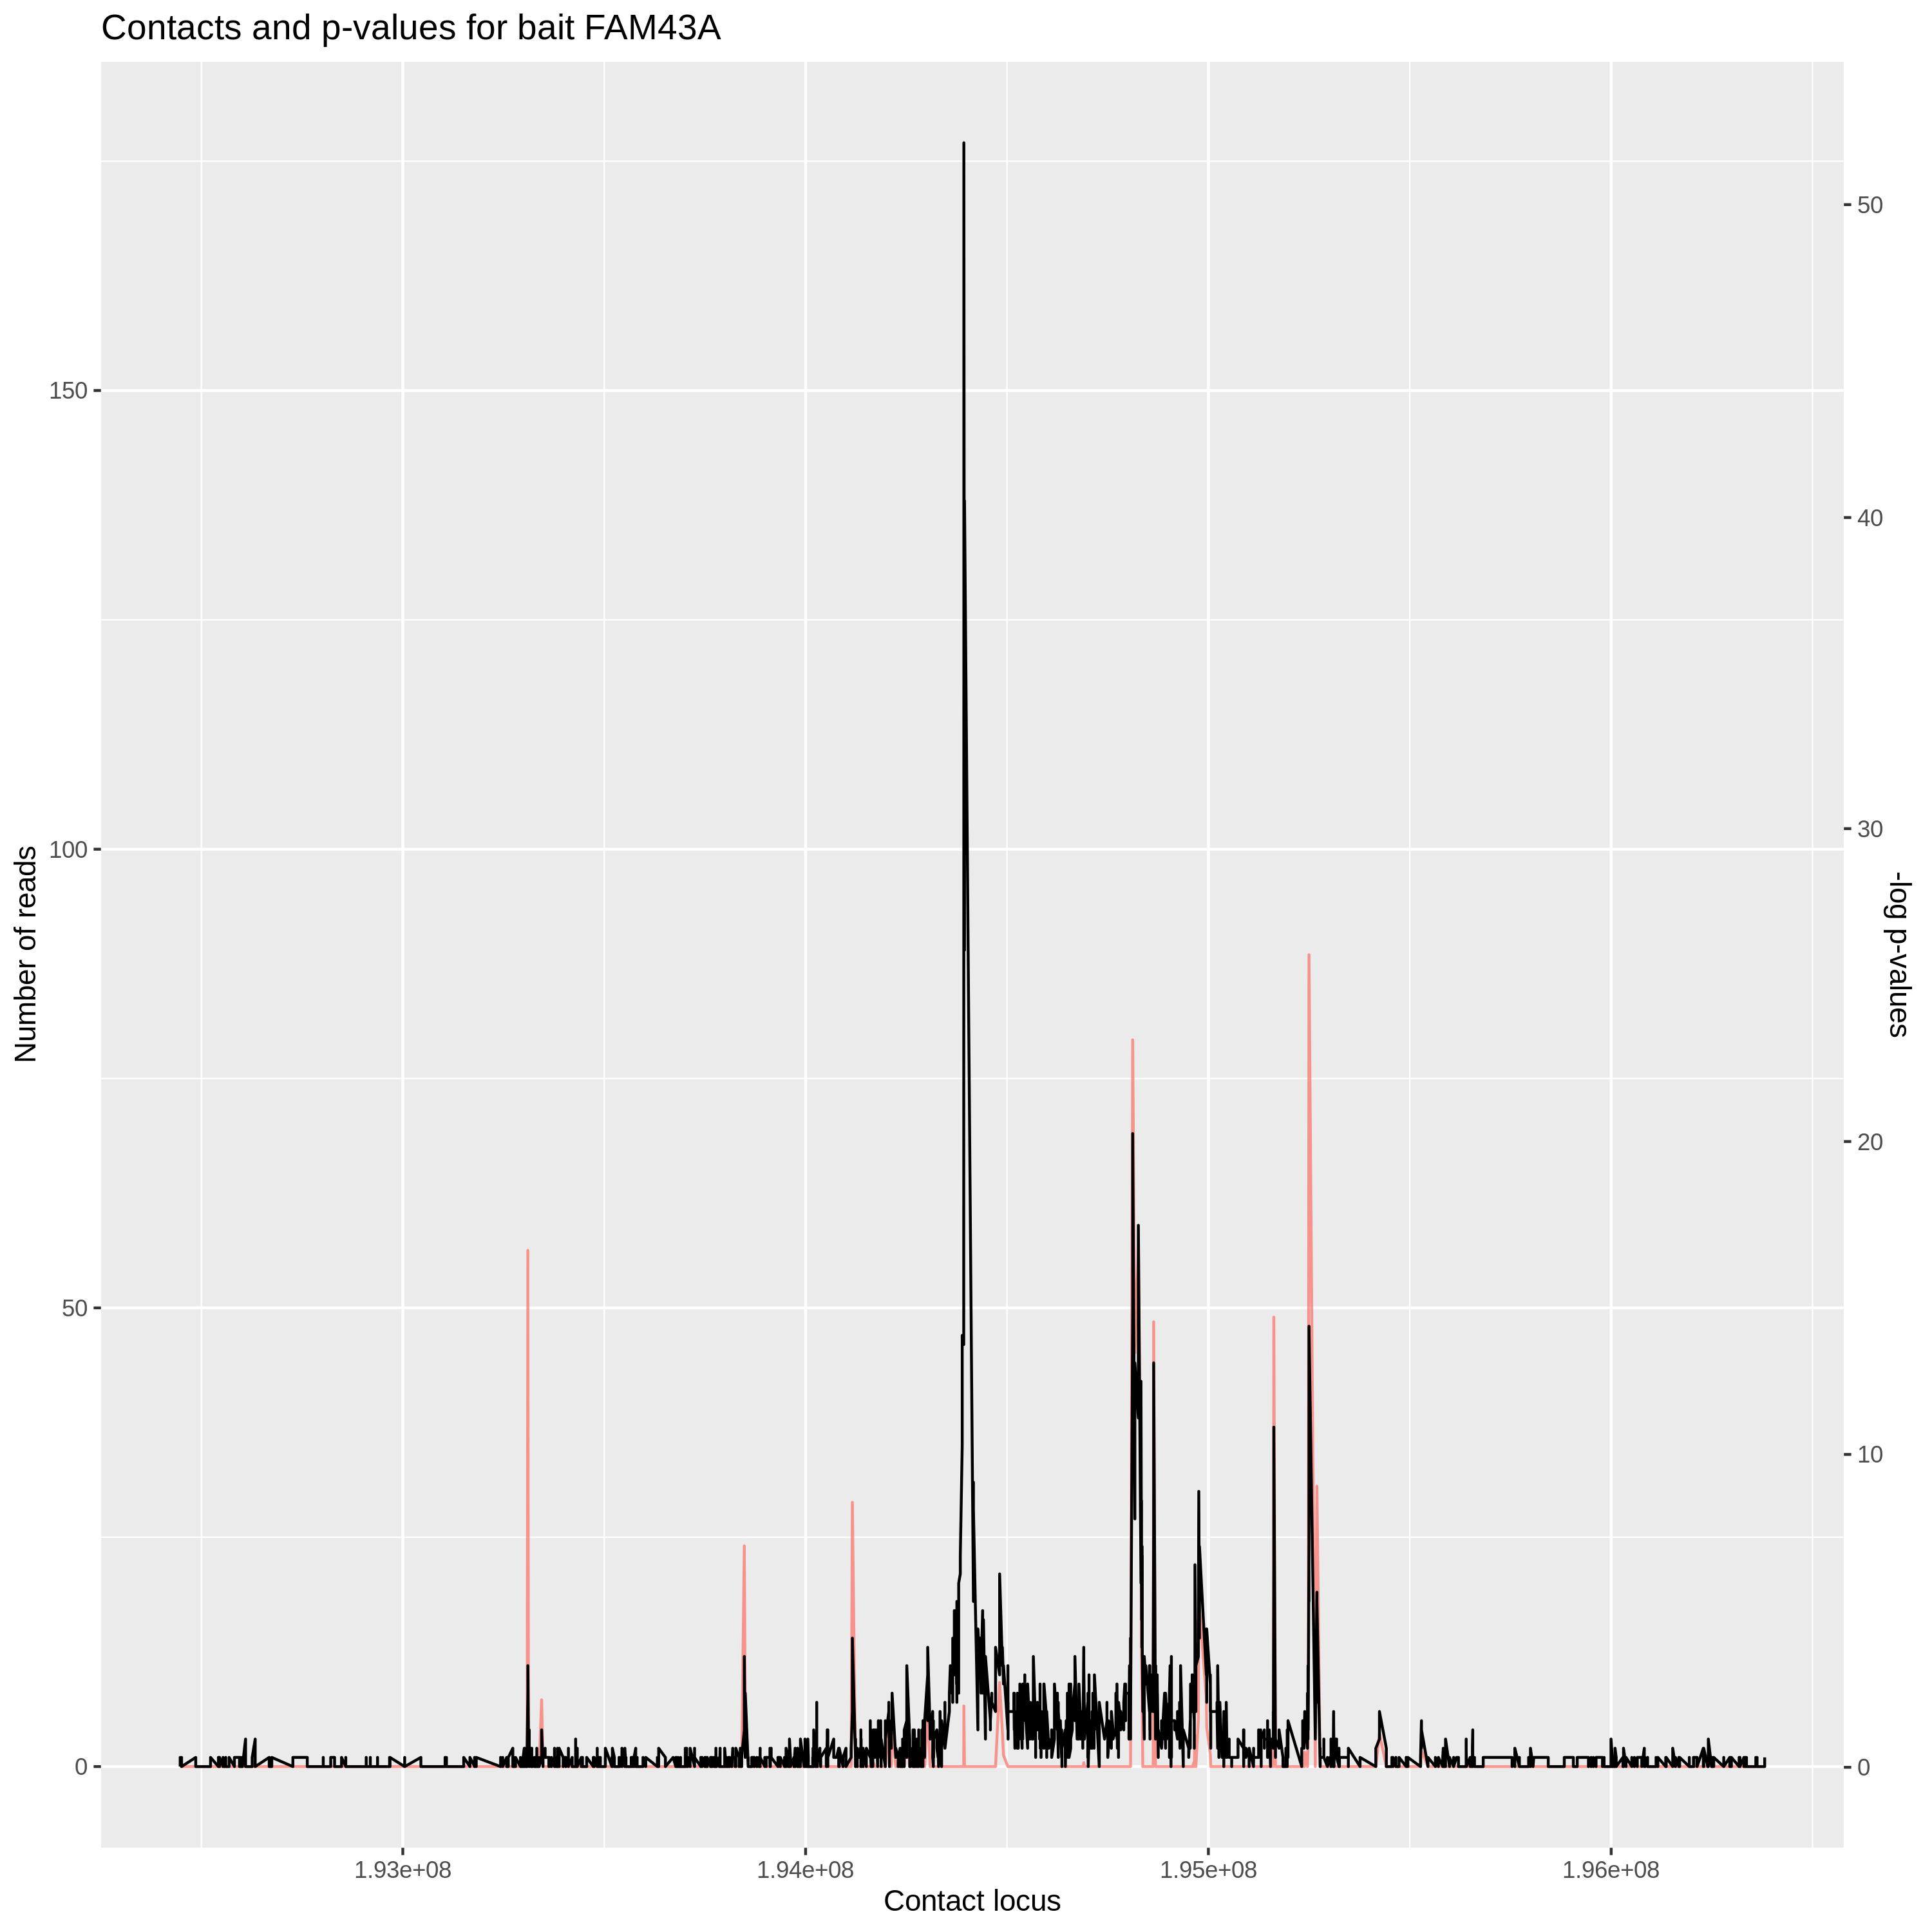 Contacts and p-values for bait FAM43A
Number of reads
150
100
50
0
50
40
30
20
10
0
-log p-values
1.93e+08
1.94e+08
1.95e+08
1.96e+08
Contact locus